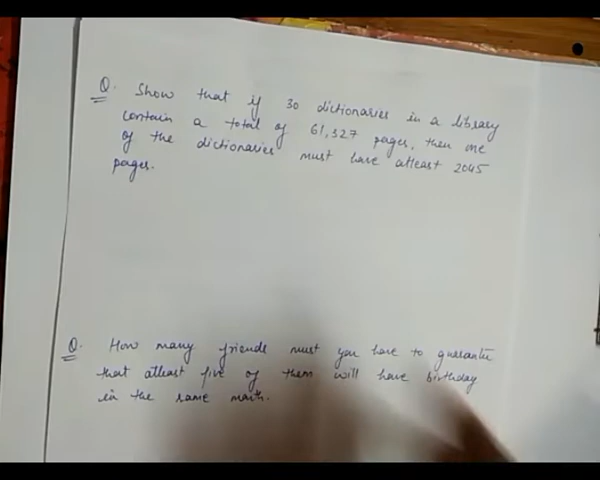 Q. Show that if 30 dictionaries in a library
contain a total of 61,327 pages, then one
of the dictionaries must have atleast 2045
pages.
Q. How many friends must you have to guarantee
that atleast five of them will have birthday
in the same month.